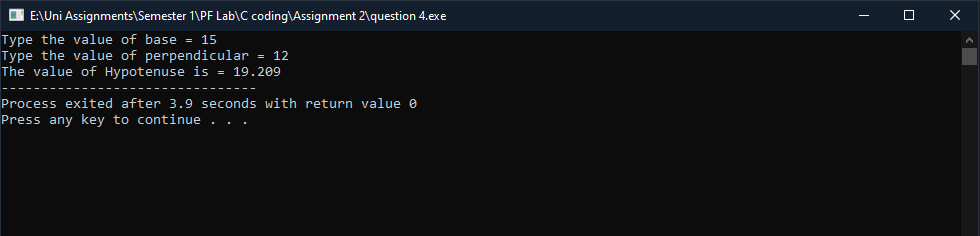 E:\Uni Assignments\Semester 1\PF Lab\C coding\Assignment 2\question 4.exe
Type the value of base = 15
Type the value of perpendicular = 12
The value of Hypotenuse is = 19.209
--------------------------------
Process exited after 3.9 seconds with return value 0
Press any key to continue . . .